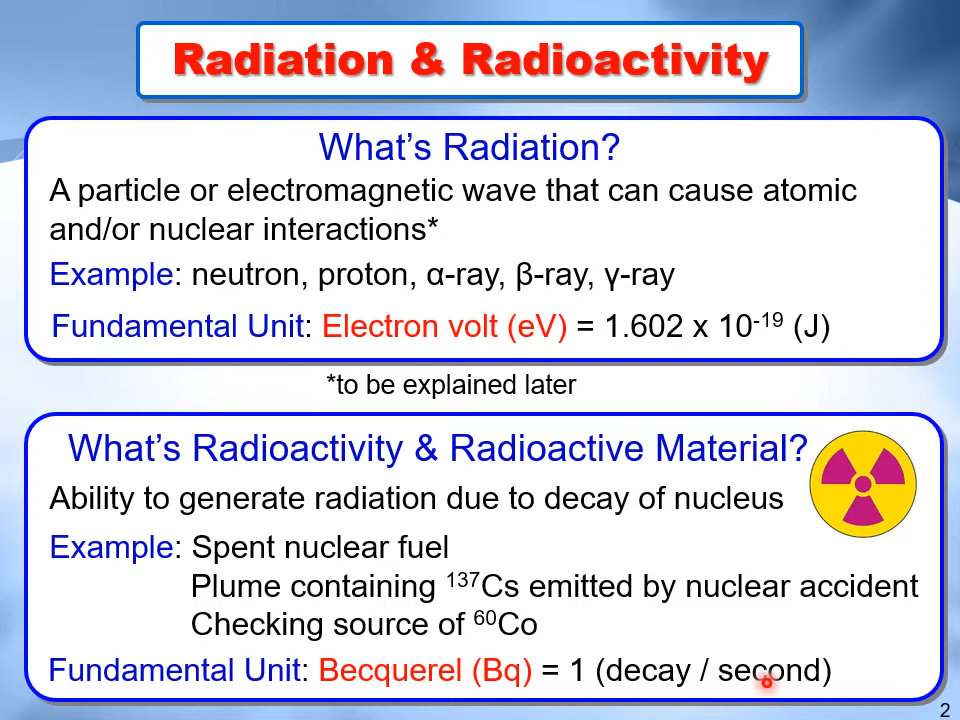 Radiation & Radioactivity
What's Radiation?
A particle or electromagnetic wave that can cause atomic
and/or nuclear interactions*
Example: neutron, proton, α-ray, β-ray, γ-ray
Fundamental Unit: Electron volt (eV) = 1.602 x 10⁻¹⁹ (J)
*to be explained later
What's Radioactivity & Radioactive Material?
Ability to generate radiation due to decay of nucleus
Example: Spent nuclear fuel
Plume containing ¹³⁷Cs emitted by nuclear accident
Checking source of ⁶⁰Co
Fundamental Unit: Becquerel (Bq) = 1 (decay / second)
2